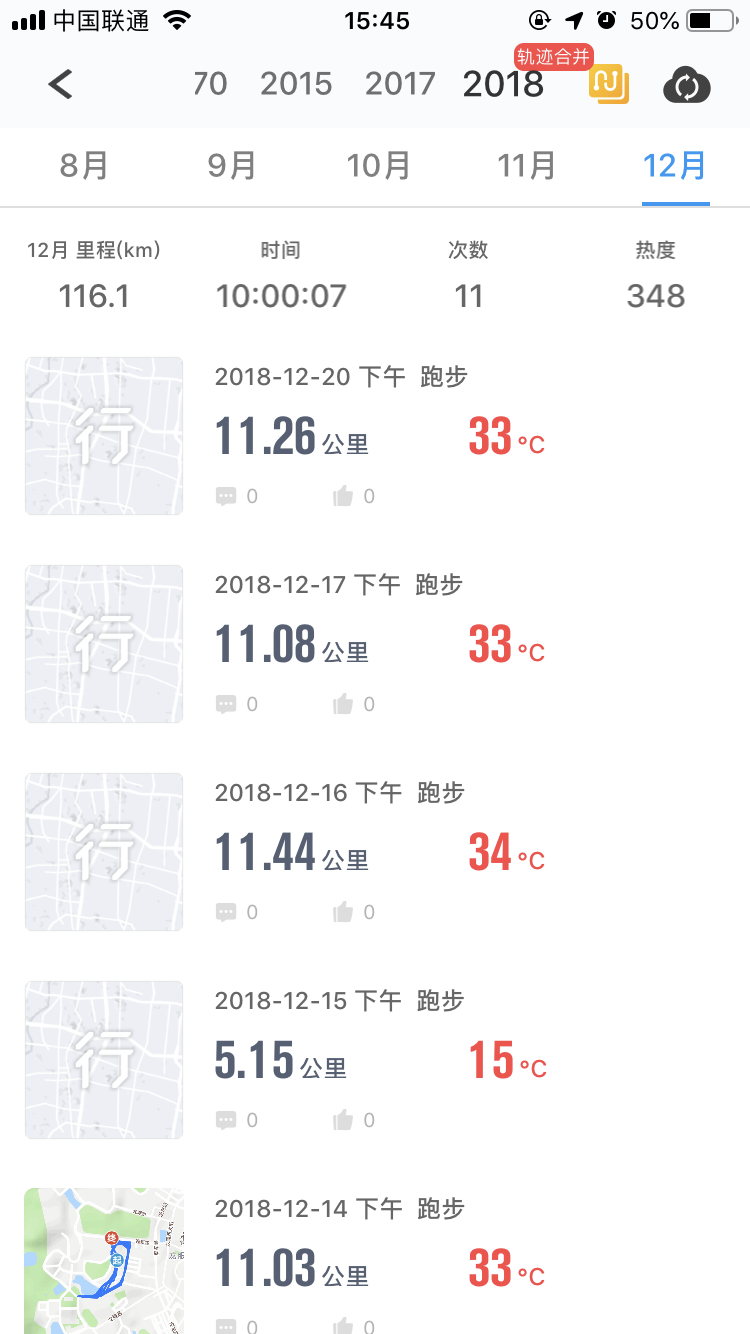 中国联通 15:45 50%
轨迹合并
70 2015 2017 2018
8月 9月 10月 11月 12月
12月 里程(km) 时间 次数 热度
116.1 10:00:07 11 348
2018-12-20 下午 跑步
行
11.26 公里 33 °C
0 0
2018-12-17 下午 跑步
行
11.08 公里 33 °C
0 0
2018-12-16 下午 跑步
行
11.44 公里 34 °C
0 0
2018-12-15 下午 跑步
行
5.15 公里 15 °C
0 0
2018-12-14 下午 跑步
终
起
11.03 公里 33 °C
0 0